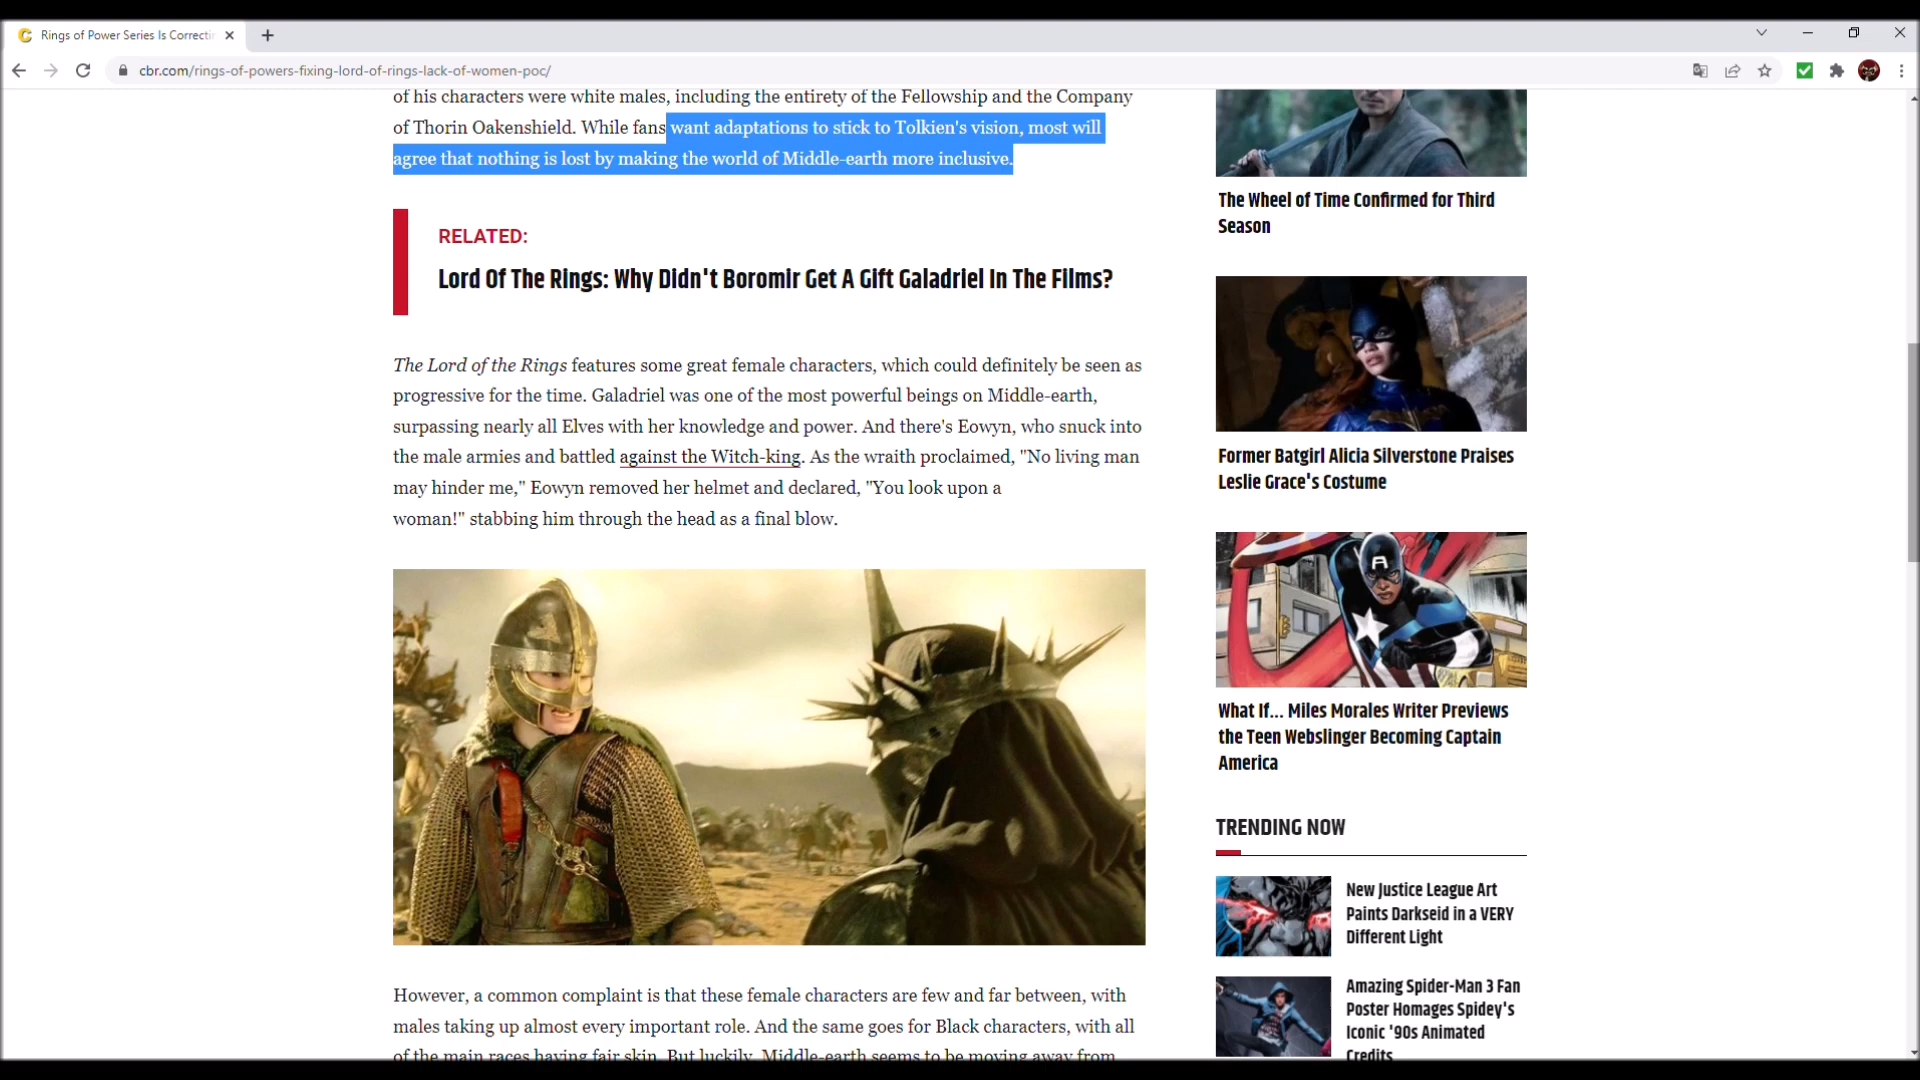 Rings of Power Series Is Correcti
cbr.com/rings-of-powers-fixing-lord-of-rings-lack-of-women-poc/
of his characters were white males, including the entirety of the Fellowship and the Company
of Thorin Oakenshield. While fans want adaptations to stick to Tolkien's vision, most will
agree that nothing is lost by making the world of Middle-earth more inclusive.
RELATED:
Lord Of The Rings: Why Didn't Boromir Get A Gift Galadriel In The Films?
The Lord of the Rings features some great female characters, which could definitely be seen as
progressive for the time. Galadriel was one of the most powerful beings on Middle-earth,
surpassing nearly all Elves with her knowledge and power. And there's Eowyn, who snuck into
the male armies and battled against the Witch-king. As the wraith proclaimed, "No living man
may hinder me," Eowyn removed her helmet and declared, "You look upon a
woman!" stabbing him through the head as a final blow.
However, a common complaint is that these female characters are few and far between, with
males taking up almost every important role. And the same goes for Black characters, with all
of the main races having fair skin. But luckily, Middle-earth seems to be moving away from
The Wheel of Time Confirmed for Third
Season
Former Batgirl Alicia Silverstone Praises
Leslie Grace's Costume
A
What If... Miles Morales Writer Previews
the Teen Webslinger Becoming Captain
America
TRENDING NOW
New Justice League Art
Paints Darkseid in a VERY
Different Light
Amazing Spider-Man 3 Fan
Poster Homages Spidey's
Iconic '90s Animated
Credits